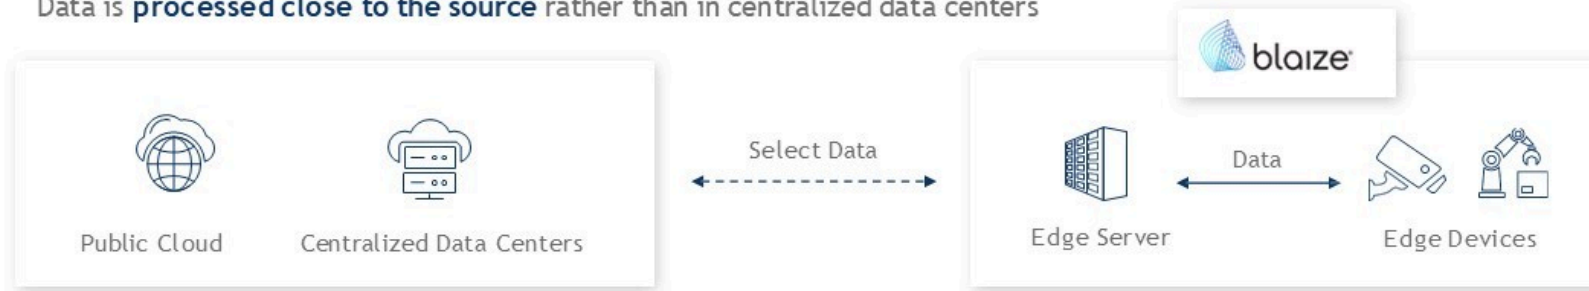 Data is processed close to the source rather than in centralized data centers
blaize
Select Data
Data
Public Cloud
Centralized Data Centers
Edge Server
Edge Devices